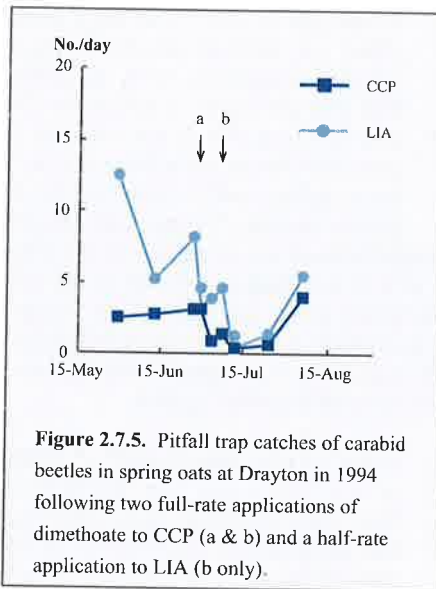 No./day
20
CCP
LIA
15
a b
10
5
0
15-May 15-Jun 15-Jul 15-Aug
Figure 2.7.5. Pitfall trap catches of carabid
beetles in spring oats at Drayton in 1994
following two full-rate applications of
dimethoate to CCP (a & b) and a half-rate
application to LIA (b only).